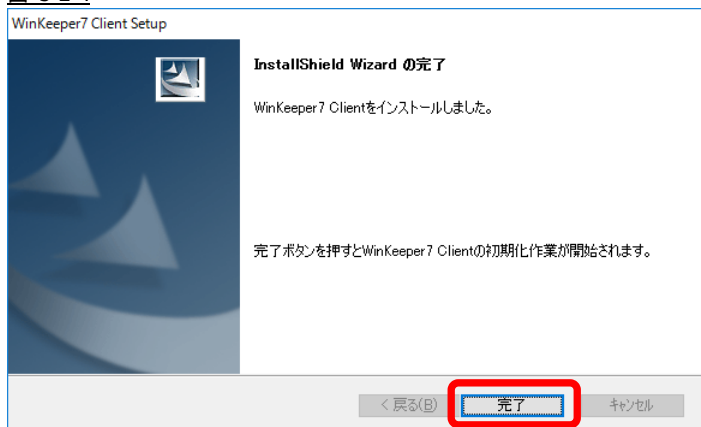 WinKeeper7 Client Setup
InstallShield Wizard の完了
WinKeeper7 Clientをインストールしました。
完了ボタンを押すとWinKeeper7 Clientの初期化作業が開始されます。
< 戻る(B)
完了
キャンセル